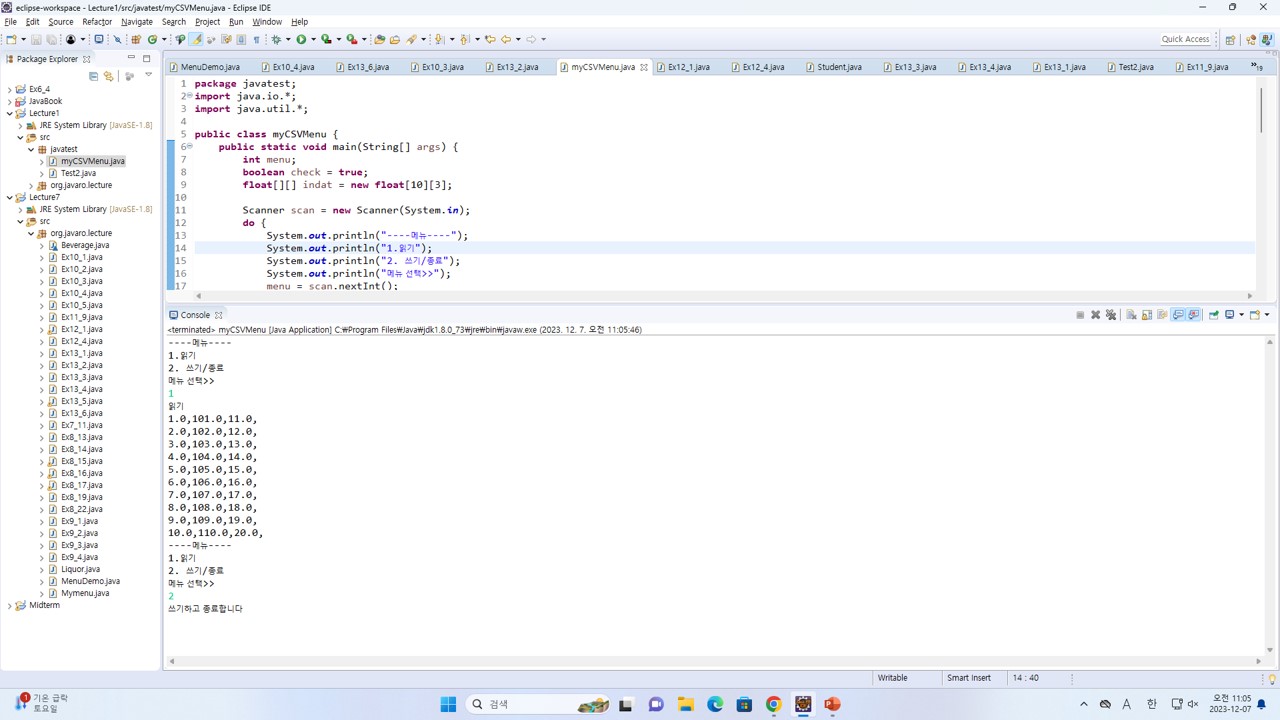 eclipse-workspace - Lecture1/src/javatest/myCSVMenu.java - Eclipse IDE
File Edit Source Refactor Navigate Search Project Run Window Help
Quick Access
Package Explorer
MenuDemo.java Ex10_4.java Ex13_6.java Ex10_3.java Ex13_2.java myCSVMenu.java Ex12_1.java Ex12_4.java Student.java Ex13_3.java Ex13_4.java Ex13_1.java Test2.java Ex11_9.java »19
Ex6_4
JavaBook
Lecture1
JRE System Library [JavaSE-1.8]
src
javatest
myCSVMenu.java
Test2.java
org.javaro.lecture
Lecture7
JRE System Library [JavaSE-1.8]
src
org.javaro.lecture
Beverage.java
Ex10_1.java
Ex10_2.java
Ex10_3.java
Ex10_4.java
Ex10_5.java
Ex11_9.java
Ex12_1.java
Ex12_4.java
Ex13_1.java
Ex13_2.java
Ex13_3.java
Ex13_4.java
Ex13_5.java
Ex13_6.java
Ex7_11.java
Ex8_13.java
Ex8_14.java
Ex8_15.java
Ex8_16.java
Ex8_17.java
Ex8_19.java
Ex8_22.java
Ex9_1.java
Ex9_2.java
Ex9_3.java
Ex9_4.java
Liquor.java
MenuDemo.java
Mymenu.java
Midterm
1 package javatest;
2 import java.io.*;
3 import java.util.*;
4
5 public class myCSVMenu {
6 public static void main(String[] args) {
7 int menu;
8 boolean check = true;
9 float[][] indat = new float[10][3];
10
11 Scanner scan = new Scanner(System.in);
12 do {
13 System.out.println("----메뉴----");
14 System.out.println("1.읽기");
15 System.out.println("2. 쓰기/종료");
16 System.out.println("메뉴 선택>>");
17 menu = scan.nextInt();
Console
<terminated> myCSVMenu [Java Application] C:₩Program Files₩Java₩jdk1.8.0_73₩jre₩bin₩javaw.exe (2023. 12. 7. 오전 11:05:46)
----메뉴----
1.읽기
2. 쓰기/종료
메뉴 선택>>
1
읽기
1.0,101.0,11.0,
2.0,102.0,12.0,
3.0,103.0,13.0,
4.0,104.0,14.0,
5.0,105.0,15.0,
6.0,106.0,16.0,
7.0,107.0,17.0,
8.0,108.0,18.0,
9.0,109.0,19.0,
10.0,110.0,20.0,
----메뉴----
1.읽기
2. 쓰기/종료
메뉴 선택>>
2
쓰기하고 종료합니다
Writable Smart Insert 14 : 40
1 기온 급락
토요일
검색
A 한
오전 11:05
2023-12-07